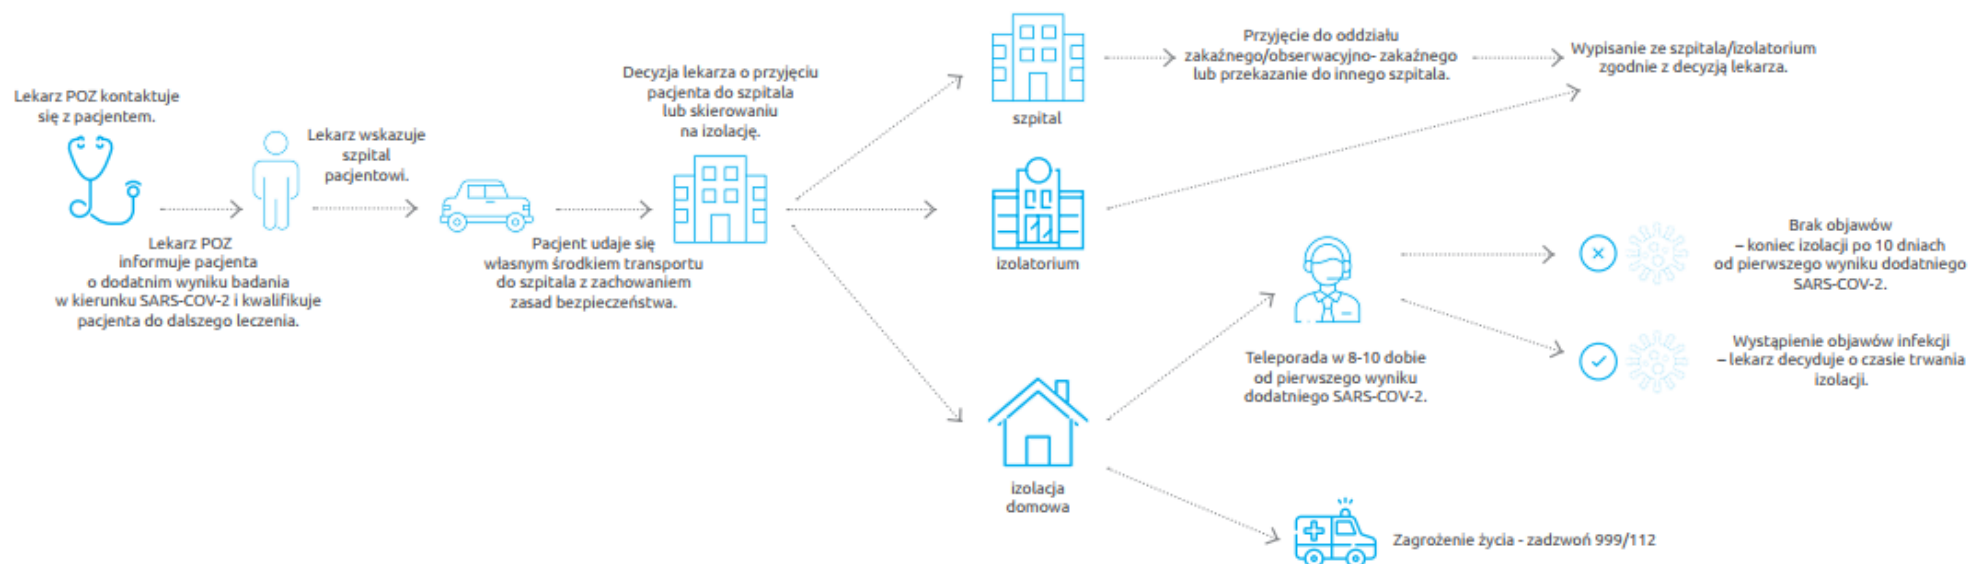 Lekarz POZ kontaktuje
się z pacjentem.
Lekarz POZ
informuje pacjenta
o dodatnim wyniku badania
w kierunku SARS-COV-2 i kwalifikuje
pacjenta do dalszego leczenia.
Lekarz wskazuje
szpital
pacjentowi.
Pacjent udaje się
własnym środkiem transportu
do szpitala z zachowaniem
zasad bezpieczeństwa.
Decyzja lekarza o przyjęciu
pacjenta do szpitala
lub skierowaniu
na izolację.
szpital
Przyjęcie do oddziału
zakaźnego/obserwacyjno- zakaźnego
lub przekazanie do innego szpitala.
Wypisanie ze szpitala/izolatorium
zgodnie z decyzją lekarza.
izolatorium
izolacja
domowa
Teleporada w 8-10 dobie
od pierwszego wyniku
dodatniego SARS-COV-2.
Brak objawów
– koniec izolacji po 10 dniach
od pierwszego wyniku dodatniego
SARS-COV-2.
Wystąpienie objawów infekcji
– lekarz decyduje o czasie trwania
izolacji.
Zagrożenie życia - zadzwoń 999/112